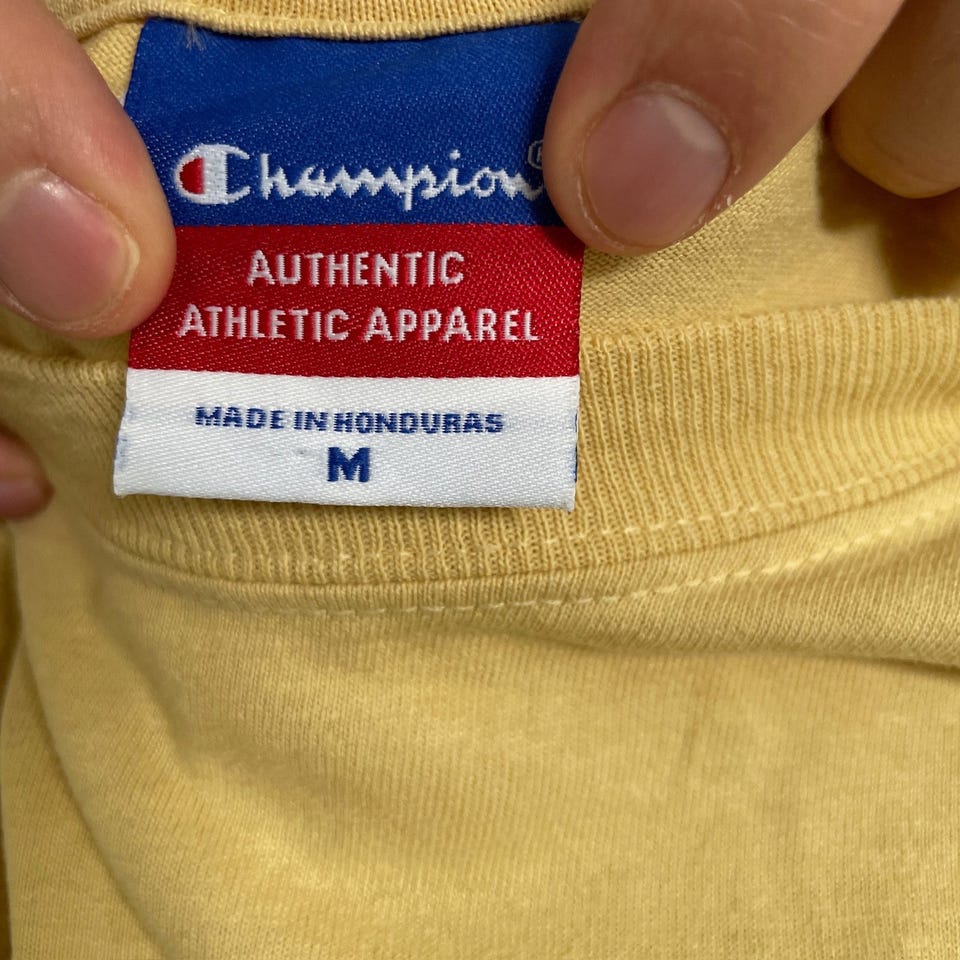 Champion®
AUTHENTIC
ATHLETIC APPAREL
MADE IN HONDURAS
M